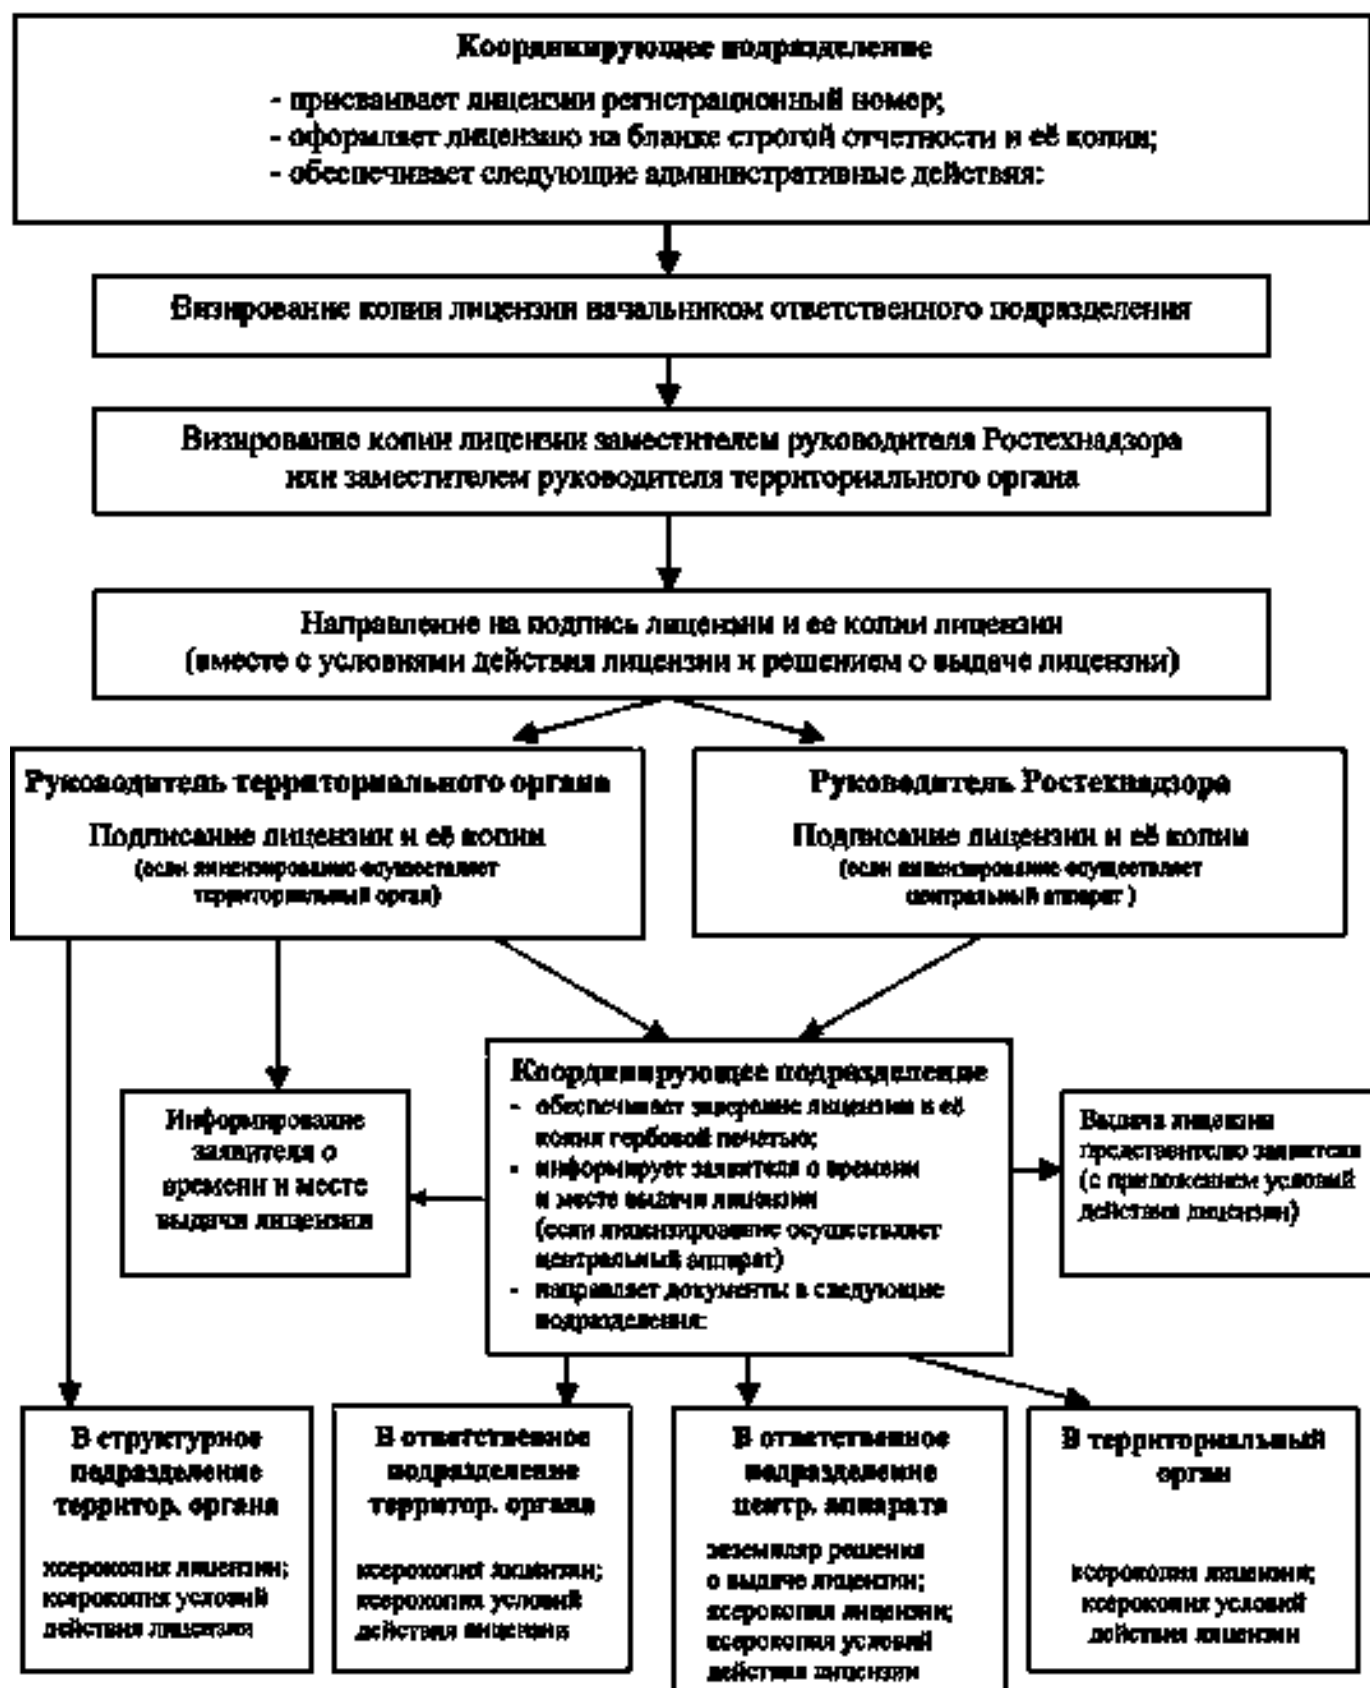 Координирующее подразделение
- присваивает лицензии регистрационный номер;
- оформляет лицензию на бланке строгой отчетности и её копии;
- обеспечивает следующие административные действия:
Визирование копии лицензии начальником ответственного подразделения
Визирование копии лицензии заместителем руководителя Ростехнадзора
или заместителем руководителя территориального органа
Направление на подпись лицензии и ее копии лицензии
(вместе с условиями действия лицензии и решением о выдаче лицензии)
Руководитель территориального органа
Подписание лицензии и её копии
(если лицензирование осуществляет
территориальный орган)
Руководитель Ростехнадзора
Подписание лицензии и её копии
(если лицензирование осуществляет
центральный аппарат )
Координирующее подразделение
- обеспечивает заверение лицензии и её
копии гербовой печатью;
- информирует заявителя о времени
и месте выдачи лицензии
(если лицензирование осуществляет
центральный аппарат)
- направляет документы в следующие
подразделения:
Информирование
заявителя о
времени и месте
выдачи лицензии
Выдача лицензии
представителю заявителя
(с приложением условий
действия лицензии)
В структурное
подразделение
территор. органа
ксерокопия лицензии;
ксерокопия условий
действия лицензии
В ответственное
подразделение
территор. органа
ксерокопия лицензии;
ксерокопия условий
действия лицензии
В ответственное
подразделение
центр. аппарата
экземпляр решения
о выдаче лицензии;
ксерокопия лицензии;
ксерокопия условий
действия лицензии
В территориальный
орган
ксерокопия лицензии;
ксерокопия условий
действия лицензии